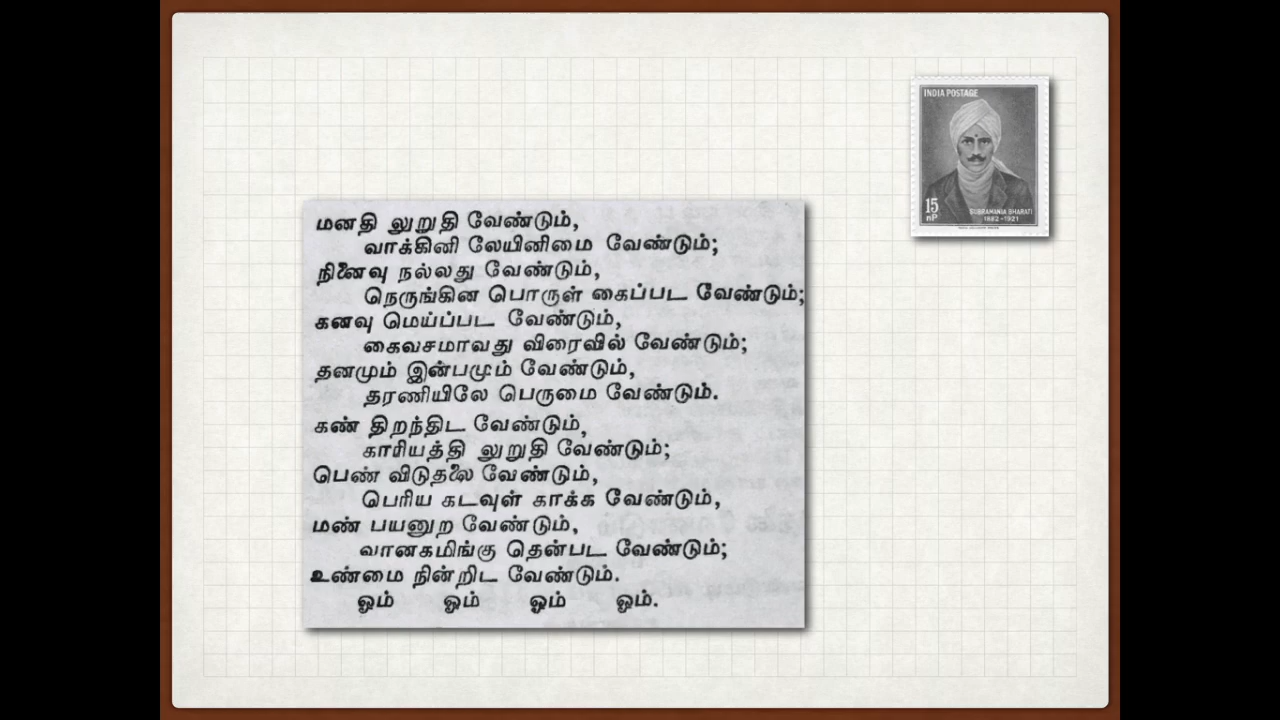 மனதி லுறுதி வேண்டும்,
வாக்கினி லேயினிமை வேண்டும்;
நினைவு நல்லது வேண்டும்,
நெருங்கின பொருள் கைப்பட வேண்டும்;
கனவு மெய்ப்பட வேண்டும்,
கைவசமாவது விரைவில் வேண்டும்;
தனமும் இன்பமும் வேண்டும்,
தரணியிலே பெருமை வேண்டும்.
கண் திறந்திட வேண்டும்,
காரியத்தி லுறுதி வேண்டும்;
பெண் விடுதலை வேண்டும்,
பெரிய கடவுள் காக்க வேண்டும்,
மண் பயனுற வேண்டும்,
வானகமிங்கு தென்பட வேண்டும்;
உண்மை நின்றிட வேண்டும்.
ஓம் ஓம் ஓம் ஓம்.
INDIA POSTAGE
15
nP
SUBRAMANIA BHARATI
1882-1921